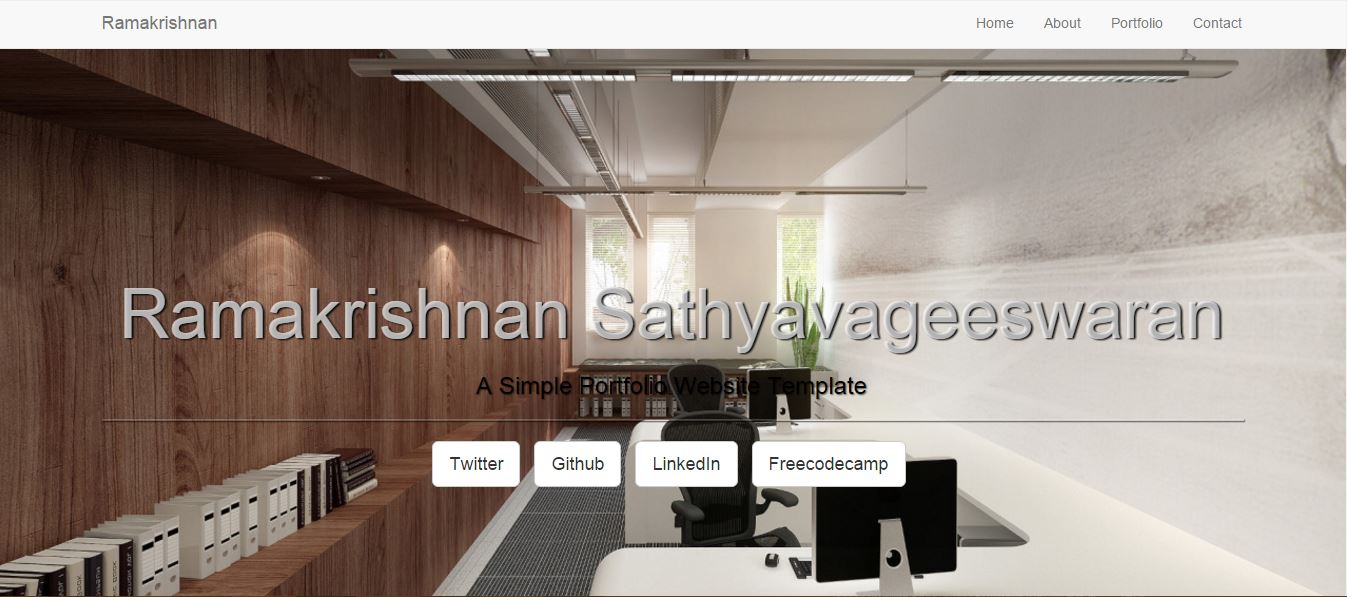 Ramakrishnan Home About Portfolio Contact
Ramakrishnan Sathyavageeswaran
A Simple Portfolio Website Template
Twitter Github LinkedIn Freecodecamp